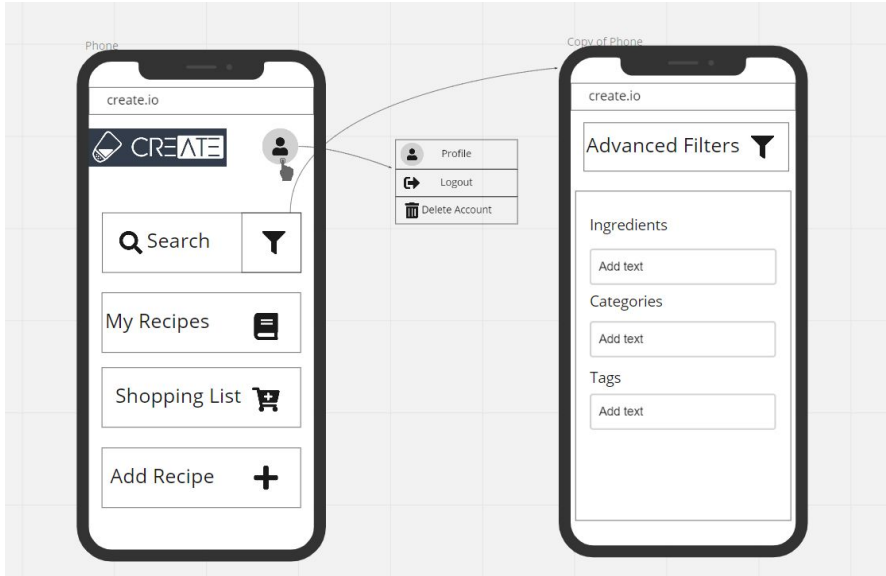 Phone
create.io
CREATE
Search
My Recipes
Shopping List
Add Recipe
Profile
Logout
Delete Account
Copy of Phone
create.io
Advanced Filters
Ingredients
Add text
Categories
Add text
Tags
Add text